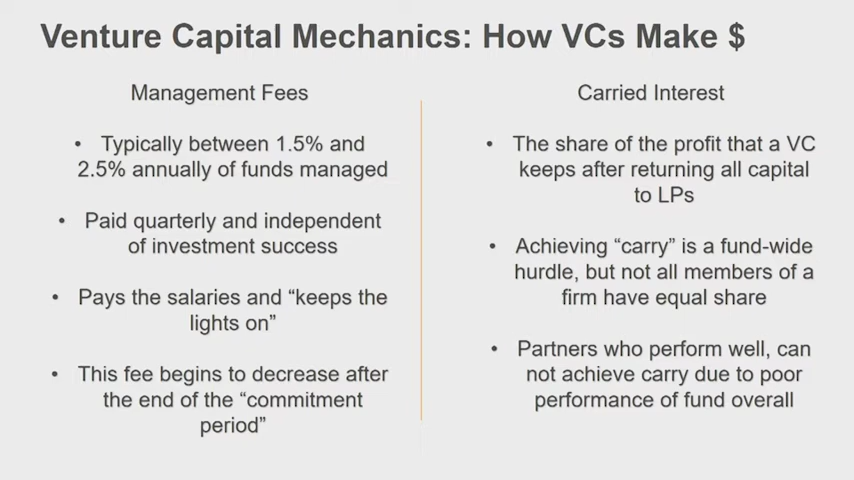 Venture Capital Mechanics: How VCs Make $
Management Fees
• Typically between 1.5% and
2.5% annually of funds managed
• Paid quarterly and independent
of investment success
• Pays the salaries and “keeps the
lights on”
• This fee begins to decrease after
the end of the “commitment
period”
Carried Interest
• The share of the profit that a VC
keeps after returning all capital
to LPs
• Achieving “carry” is a fund-wide
hurdle, but not all members of a
firm have equal share
• Partners who perform well, can
not achieve carry due to poor
performance of fund overall